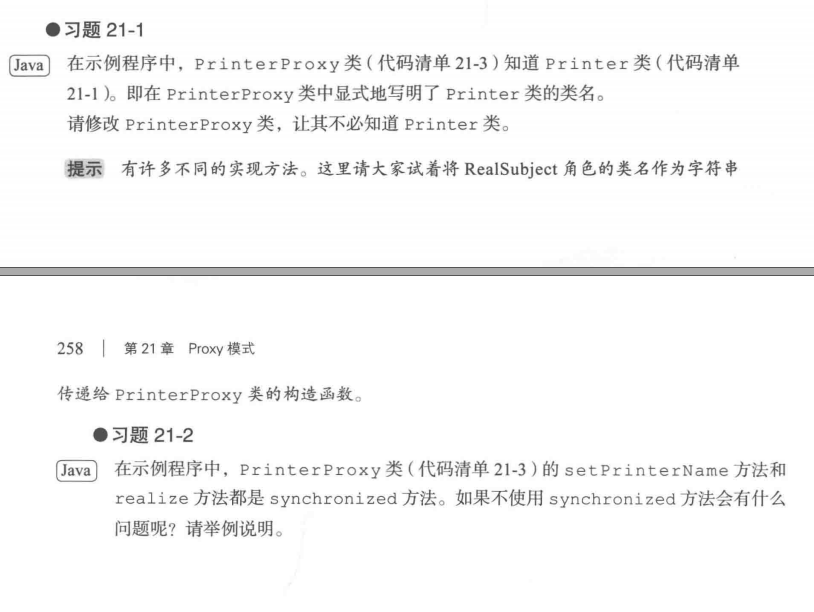 ●习题 21-1
Java 在示例程序中，PrinterProxy 类（代码清单 21-3）知道 Printer 类（代码清单
21-1）。即在 PrinterProxy 类中显式地写明了 Printer 类的类名。
请修改 PrinterProxy 类，让其不必知道 Printer 类。
提示 有许多不同的实现方法。这里请大家试着将 RealSubject 角色的类名作为字符串
258 | 第 21 章 Proxy 模式
传递给 PrinterProxy 类的构造函数。
●习题 21-2
Java 在示例程序中，PrinterProxy 类（代码清单 21-3）的 setPrinterName 方法和
realize 方法都是 synchronized 方法。如果不使用 synchronized 方法会有什么
问题呢？请举例说明。